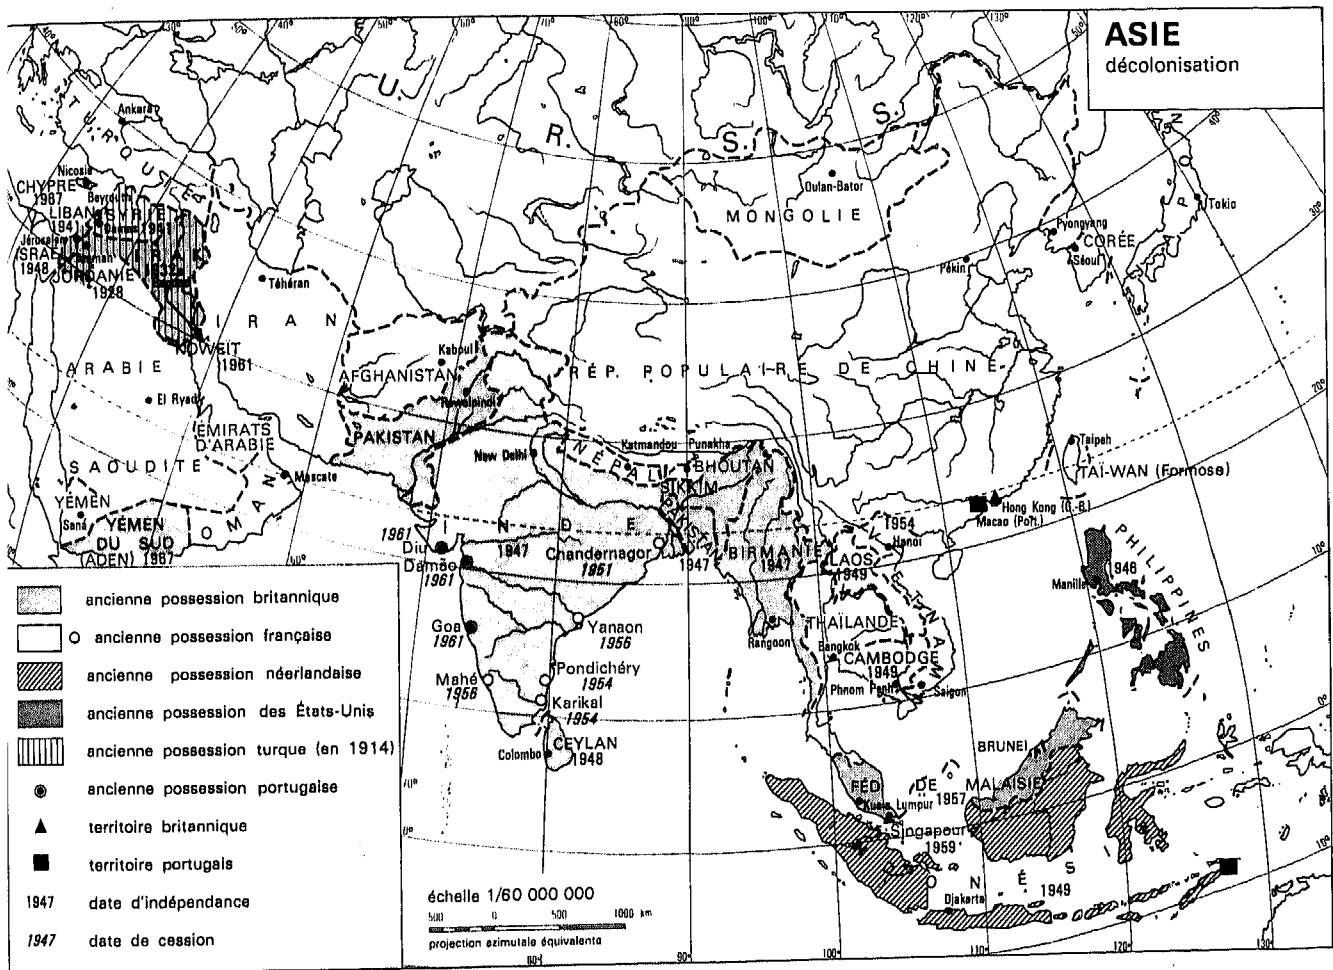 ASIE
décolonisation
U. R. S. S.
TURQUIE
Ankara
Nicosie
CHYPRE
1967
Beyrouth
LIBAN
1941
SYRIE
Damas 1941
Jérusalem
ISRAEL
1948
Amman
JORDANIE
1928
IRAK
1932
Téhéran
IRAN
KOWEÏT
1961
ARABIE
SAOUDITE
El Ryad
ÉMIRATS
D'ARABIE
OMAN
Mascate
YÉMEN
Sana
YÉMEN
DU SUD
(ADEN) 1967
Kaboul
AFGHANISTAN
Rawalpindi
PAKISTAN
New Delhi
NÉPAL
Katmandou
Punakha
BHOUTAN
SIKKIM
PAKISTAN
1947
INDE
1947
1961
Diu
Damão
1961
Goa
1961
Mahé
1956
Chandernagor
1951
Yanaon
1956
Pondichéry
1954
Karikal
1954
Colombo
CEYLAN
1948
BIRMANIE
1947
Rangoon
MONGOLIE
Oulan-Bator
RÉP. POPULAIRE DE CHINE
Pékin
Pyongyang
CORÉE
Séoul
Tokio
Taipeh
TAI-WAN (Formose)
Hong Kong (G.-B.)
Macao (Port.)
1954
Hanoi
VIETNAM
LAOS
1949
THAÏLANDE
Bangkok
CAMBODGE
1949
Phnom Penh
Saigon
PHILIPPINES
1946
Manille
BRUNEI
FÉD. DE MALAISIE
1957
Kuala Lumpur
Singapour
1959
ONÉS
1949
Djakarta
ancienne possession britannique
ancienne possession française
ancienne possession néerlandaise
ancienne possession des États-Unis
ancienne possession turque (en 1914)
ancienne possession portugaise
territoire britannique
territoire portugais
1947 date d'indépendance
1947 date de cession
échelle 1/60 000 000
500 0 500 1000 km
projection azimutale équivalente